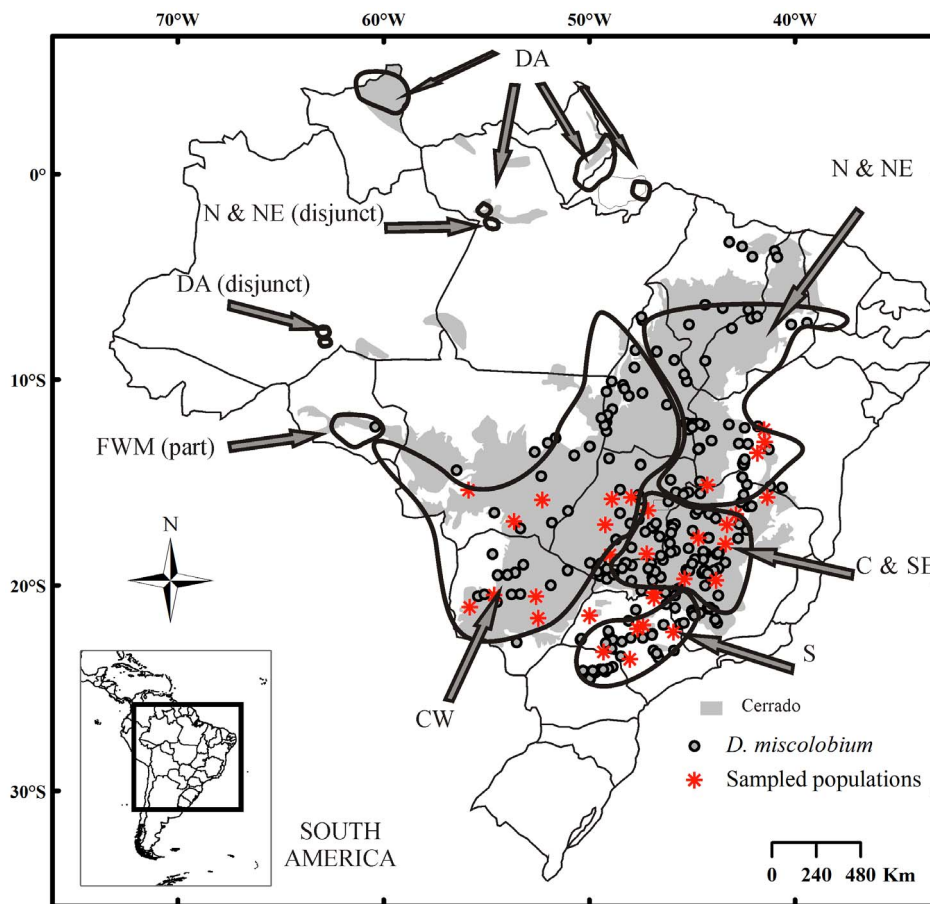 70°W 60°W 50°W 40°W
DA
0°
N & NE
N & NE (disjunct)
DA (disjunct)
10°S
FWM (part)
N
C & SE
20°S
S
CW
Cerrado
D. miscolobium
Sampled populations
30°S
SOUTH
AMERICA
0 240 480 Km